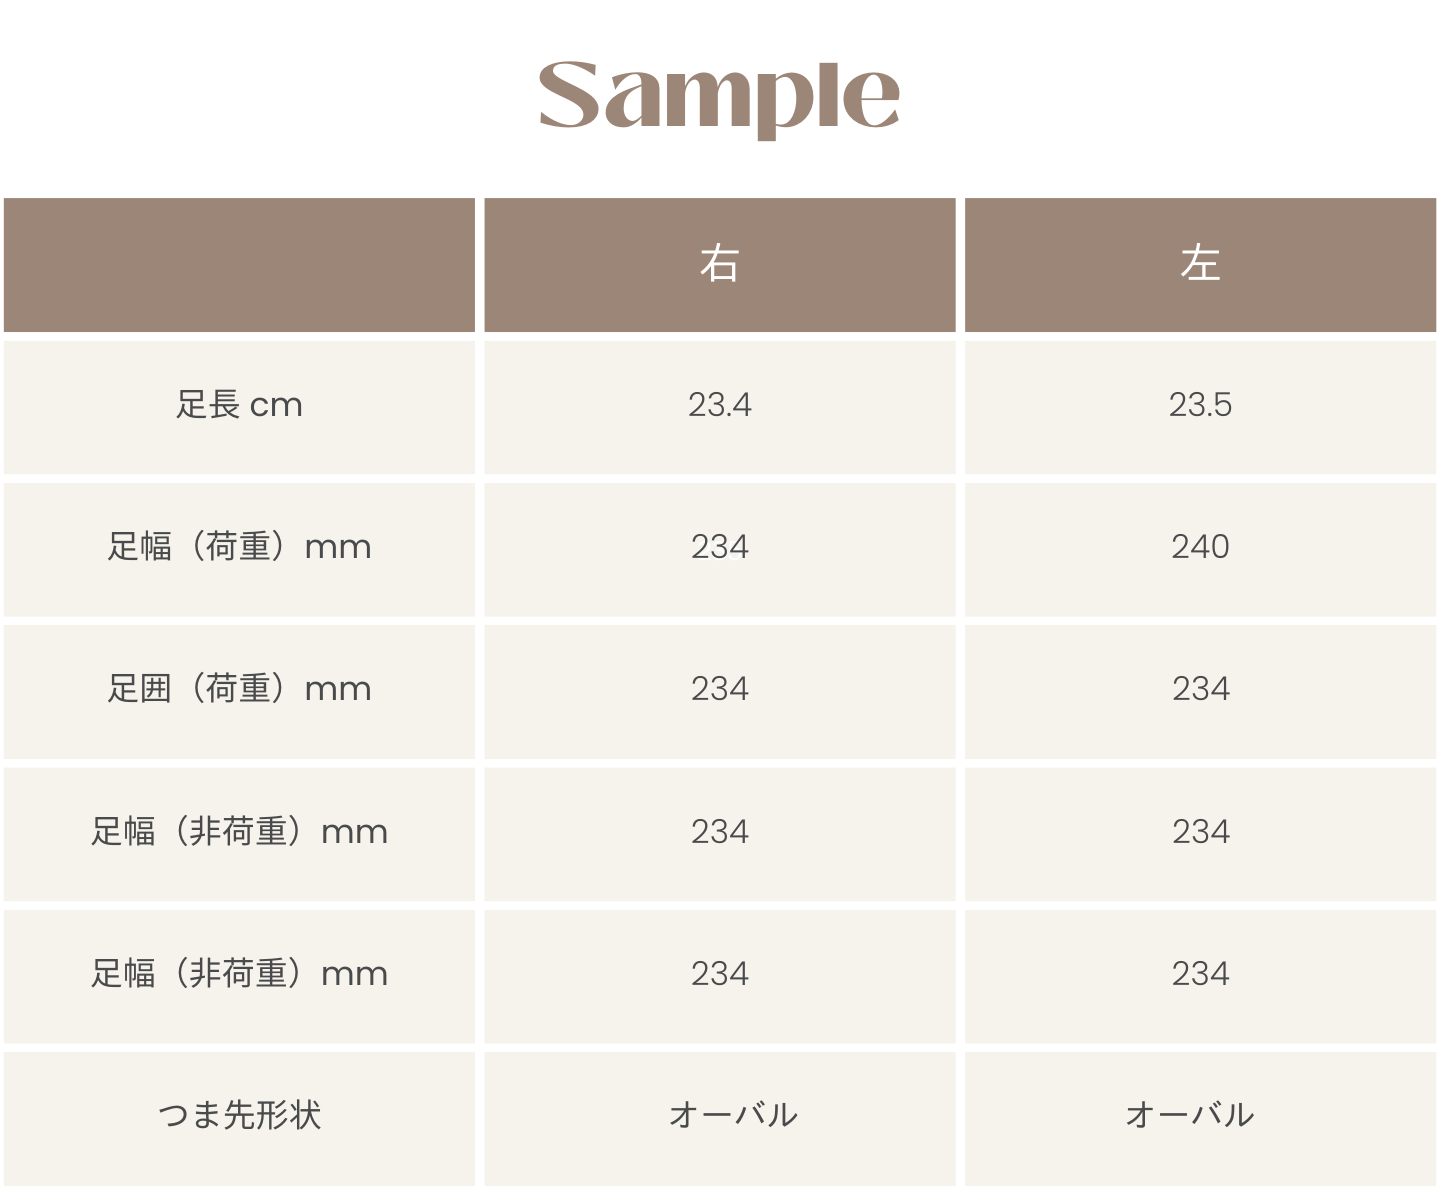 Sample
右 左
足長 cm 23.4 23.5
足幅（荷重）mm 234 240
足囲（荷重）mm 234 234
足幅（非荷重）mm 234 234
足幅（非荷重）mm 234 234
つま先形状 オーバル オーバル